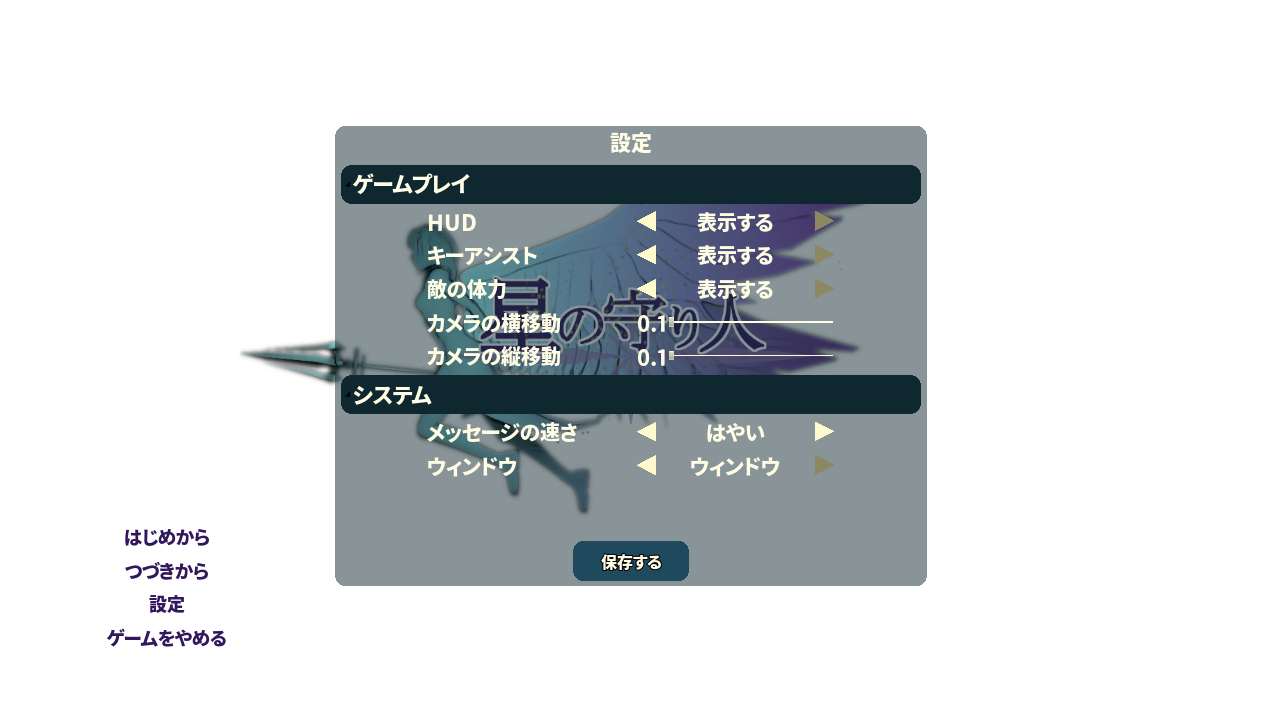 設定
ゲームプレイ
HUD 表示する
キーアシスト 表示する
敵の体力 表示する
星の守り人
カメラの横移動 0.1
カメラの縦移動 0.1
システム
メッセージの速さ はやい
ウィンドウ ウィンドウ
保存する
はじめから
つづきから
設定
ゲームをやめる